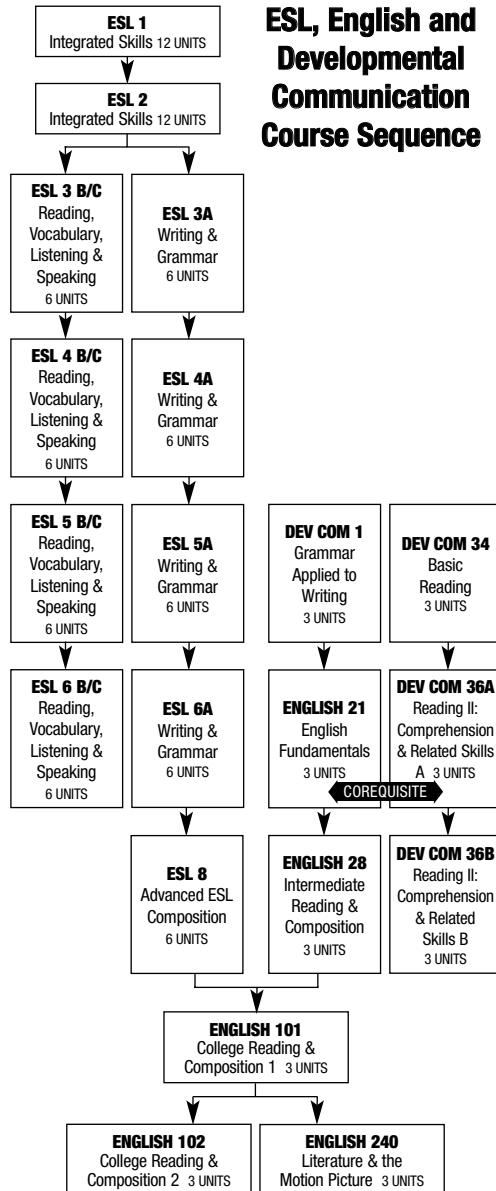 ESL, English and
Developmental
Communication
Course Sequence
ESL 1
Integrated Skills 12 UNITS
ESL 2
Integrated Skills 12 UNITS
ESL 3 B/C
Reading,
Vocabulary,
Listening &
Speaking
6 UNITS
ESL 3A
Writing &
Grammar
6 UNITS
ESL 4 B/C
Reading,
Vocabulary,
Listening &
Speaking
6 UNITS
ESL 4A
Writing &
Grammar
6 UNITS
ESL 5 B/C
Reading,
Vocabulary,
Listening &
Speaking
6 UNITS
ESL 5A
Writing &
Grammar
6 UNITS
DEV COM 1
Grammar
Applied to
Writing
3 UNITS
DEV COM 34
Basic
Reading
3 UNITS
ESL 6 B/C
Reading,
Vocabulary,
Listening &
Speaking
6 UNITS
ESL 6A
Writing &
Grammar
6 UNITS
ENGLISH 21
English
Fundamentals
3 UNITS
DEV COM 36A
Reading II:
Comprehension
& Related Skills
A 3 UNITS
COREQUISITE
ESL 8
Advanced ESL
Composition
6 UNITS
ENGLISH 28
Intermediate
Reading &
Composition
3 UNITS
DEV COM 36B
Reading II:
Comprehension
& Related
Skills B
3 UNITS
ENGLISH 101
College Reading &
Composition 1 3 UNITS
ENGLISH 102
College Reading &
Composition 2 3 UNITS
ENGLISH 240
Literature & the
Motion Picture 3 UNITS